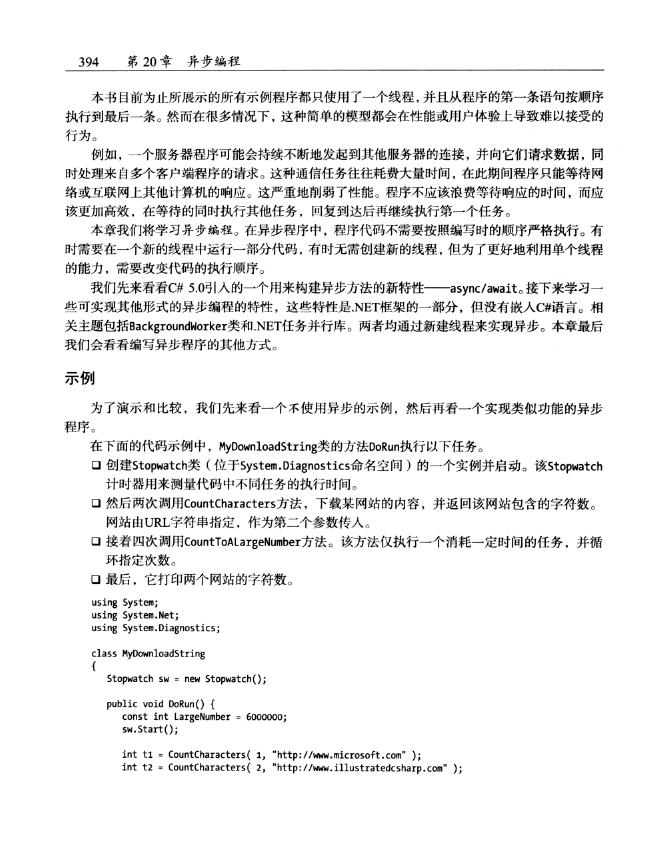 394 第20章 异步编程
本书目前为止所展示的所有示例程序都只使用了一个线程，并且从程序的第一条语句按顺序
执行到最后一条。然而在很多情况下，这种简单的模型都会在性能或用户体验上导致难以接受的
行为。
例如，一个服务器程序可能会持续不断地发起到其他服务器的连接，并向它们请求数据，同
时处理来自多个客户端程序的请求。这种通信任务往往耗费大量时间，在此期间程序只能等待网
络或互联网上其他计算机的响应。这严重地削弱了性能。程序不应该浪费等待响应的时间，而应
该更加高效，在等待的同时执行其他任务，回复到达后再继续执行第一个任务。
本章我们将学习异步编程。在异步程序中，程序代码不需要按照编写时的顺序严格执行。有
时需要在一个新的线程中运行一部分代码，有时无需创建新的线程，但为了更好地利用单个线程
的能力，需要改变代码的执行顺序。
我们先来看看C# 5.0引入的一个用来构建异步方法的新特性——async/await。接下来学习一
些可实现其他形式的异步编程的特性，这些特性是.NET框架的一部分，但没有嵌入C#语言。相
关主题包括BackgroundWorker类和.NET任务并行库。两者均通过新建线程来实现异步。本章最后
我们会看看编写异步程序的其他方式。
示例
为了演示和比较，我们先来看一个不使用异步的示例，然后再看一个实现类似功能的异步
程序。
在下面的代码示例中，MyDownloadString类的方法DoRun执行以下任务。
❑ 创建Stopwatch类（位于System.Diagnostics命名空间）的一个实例并启动。该Stopwatch
计时器用来测量代码中不同任务的执行时间。
❑ 然后两次调用CountCharacters方法，下载某网站的内容，并返回该网站包含的字符数。
网站由URL字符串指定，作为第二个参数传入。
❑ 接着四次调用CountToALargeNumber方法。该方法仅执行一个消耗一定时间的任务，并循
环指定次数。
❑ 最后，它打印两个网站的字符数。
using System;
using System.Net;
using System.Diagnostics;
class MyDownloadString
{
Stopwatch sw = new Stopwatch();
public void DoRun() {
const int LargeNumber = 6000000;
sw.Start();
int t1 = CountCharacters( 1, "http://www.microsoft.com" );
int t2 = CountCharacters( 2, "http://www.illustratedcsharp.com" );